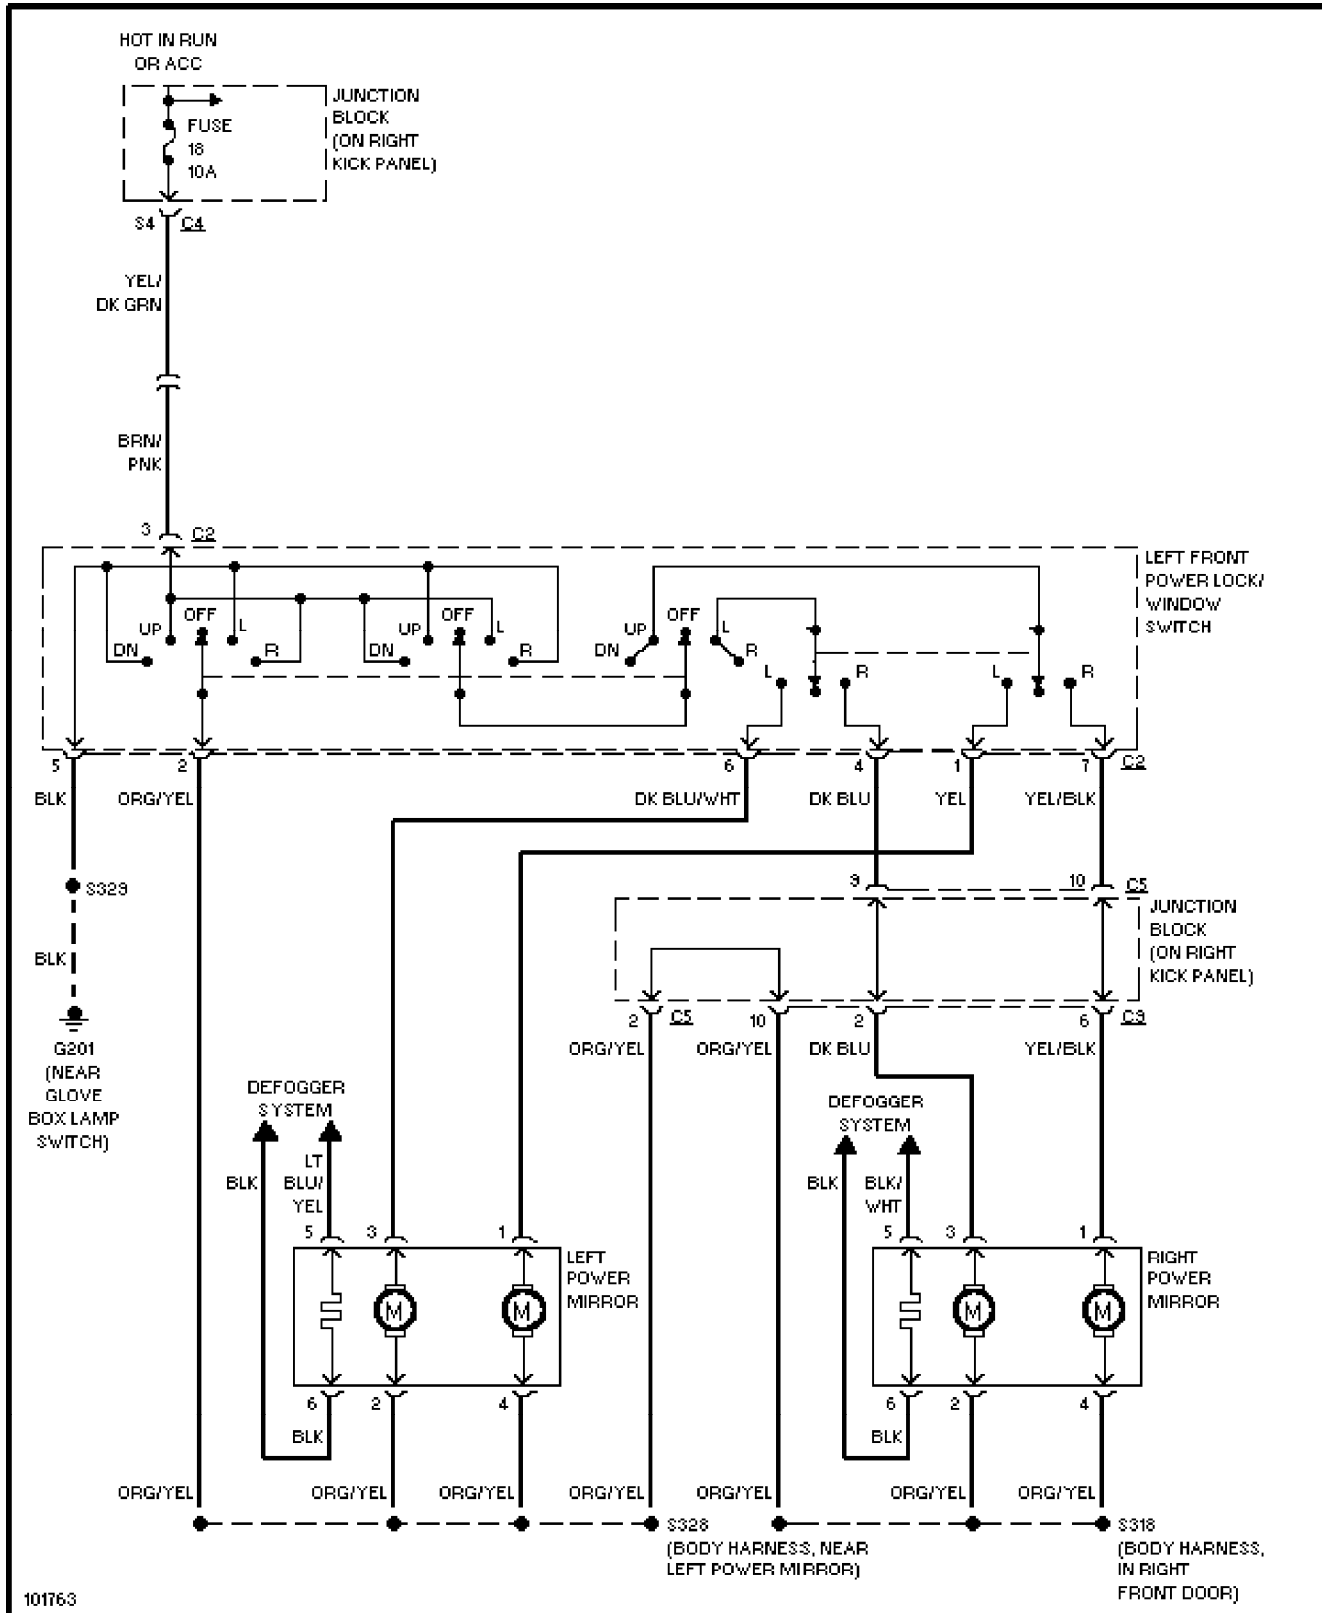 HOT IN RUN
OR ACC
JUNCTION
BLOCK
(ON RIGHT
KICK PANEL)
FUSE
18
10A
S4 C4
YEL/
DK GRN
BRN/
PNK
3 C2
LEFT FRONT
POWER LOCK/
WINDOW
SWITCH
DN UP OFF L R
DN UP OFF L R
DN UP OFF L R
L R
L R
5 2 6 4 1 7 C2
BLK ORG/YEL DK BLU/WHT DK BLU YEL YEL/BLK
S329
9 10 C5
JUNCTION
BLOCK
(ON RIGHT
KICK PANEL)
BLK
2 C5 10 2 6 C9
ORG/YEL ORG/YEL DK BLU YEL/BLK
G201
(NEAR
GLOVE
BOX LAMP
SWITCH)
DEFOGGER
SYSTEM
DEFOGGER
SYSTEM
BLK
LT
BLU/
YEL
BLK
BLK/
WHT
5 3 1
5 3 1
LEFT
POWER
MIRROR
M M
RIGHT
POWER
MIRROR
M M
6 2 4
6 2 4
BLK
BLK
ORG/YEL ORG/YEL ORG/YEL ORG/YEL ORG/YEL ORG/YEL ORG/YEL
S328
(BODY HARNESS, NEAR
LEFT POWER MIRROR)
S318
(BODY HARNESS,
IN RIGHT
FRONT DOOR)
101763